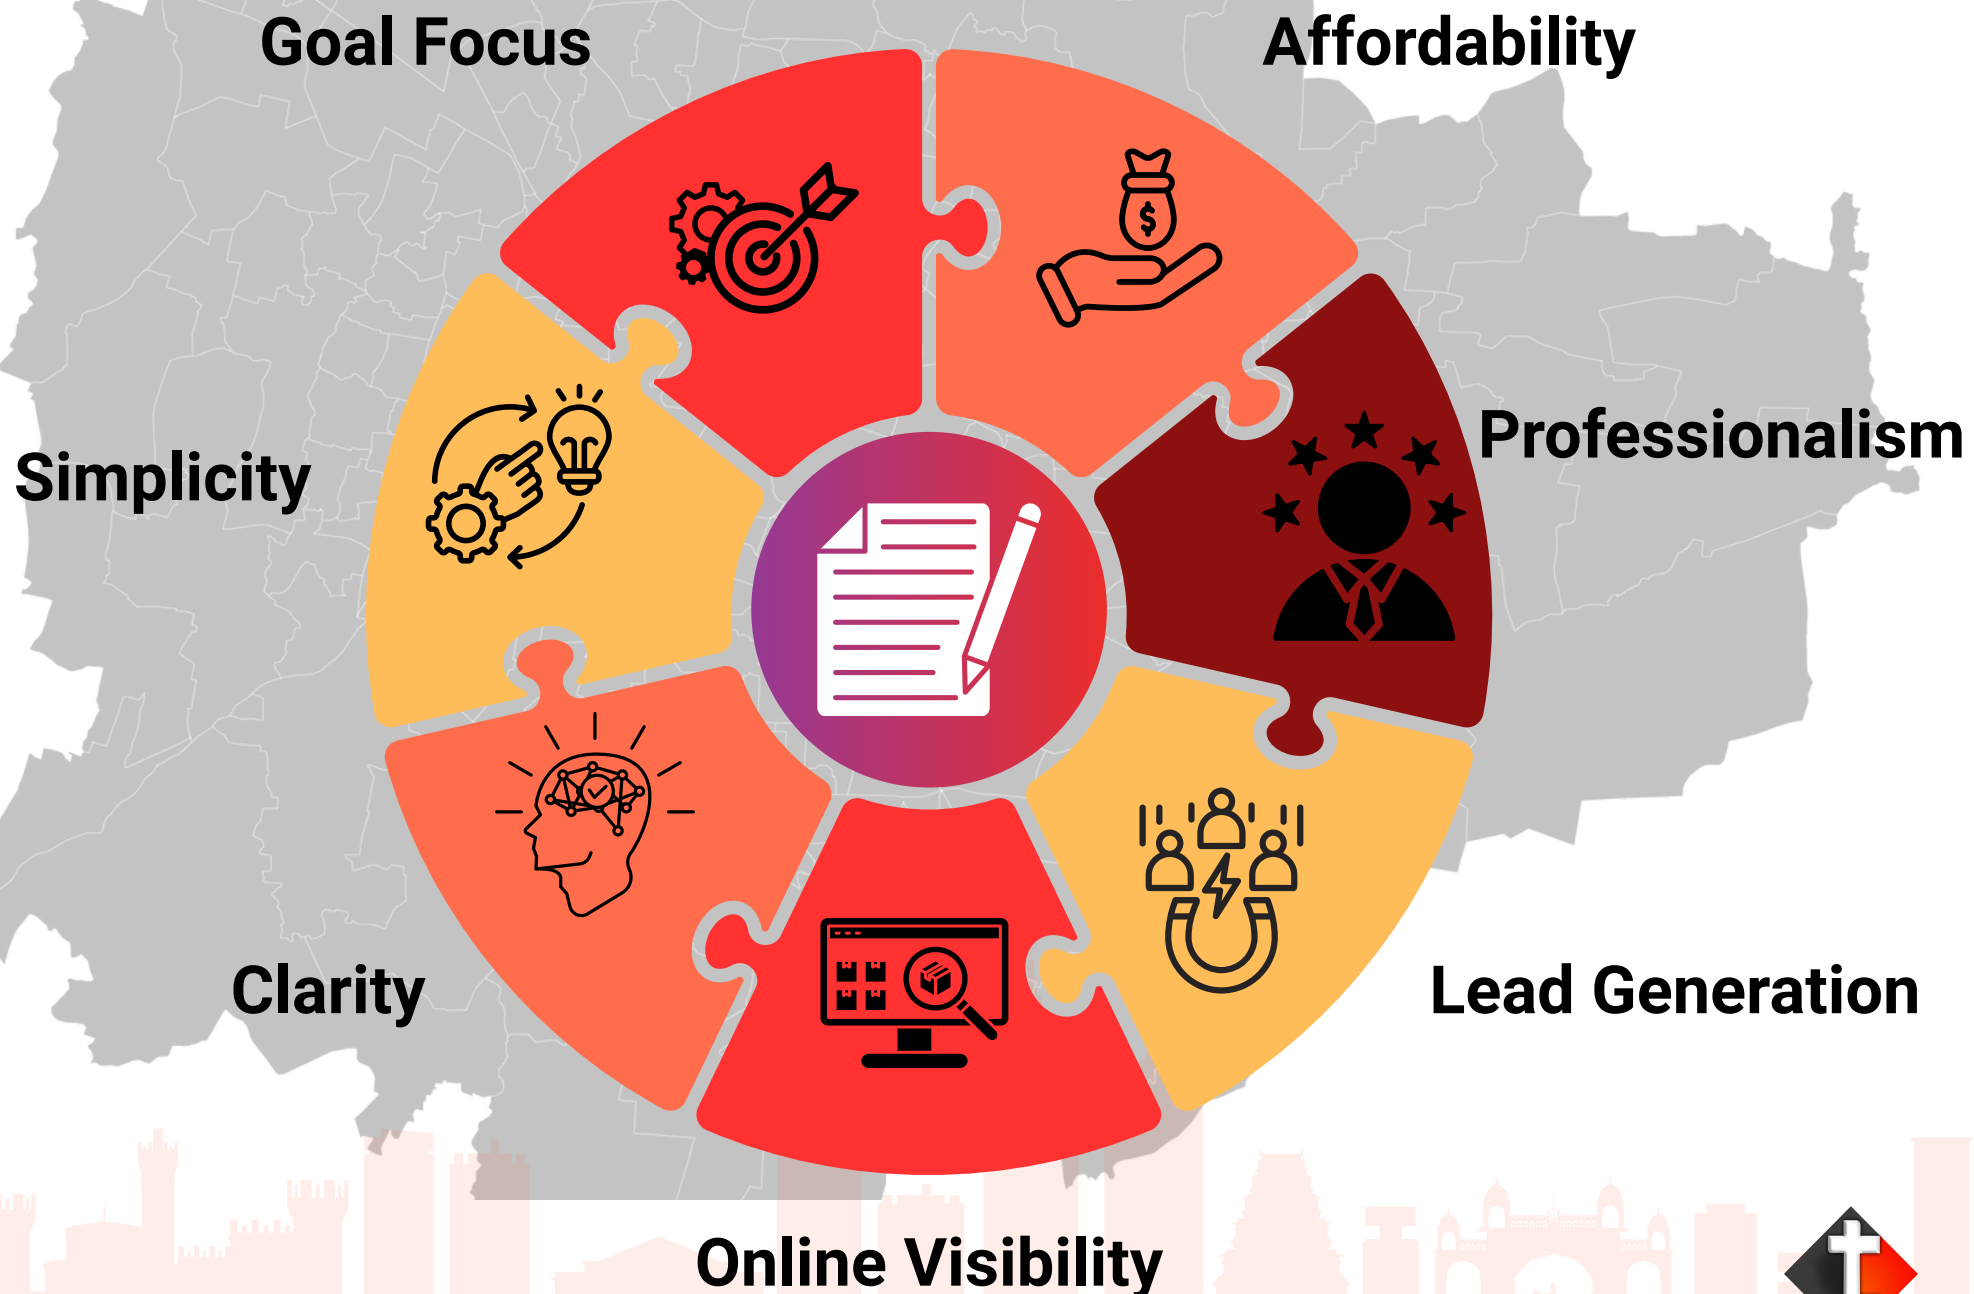 Goal Focus
Affordability
Professionalism
Simplicity
Clarity
Lead Generation
Online Visibility
$